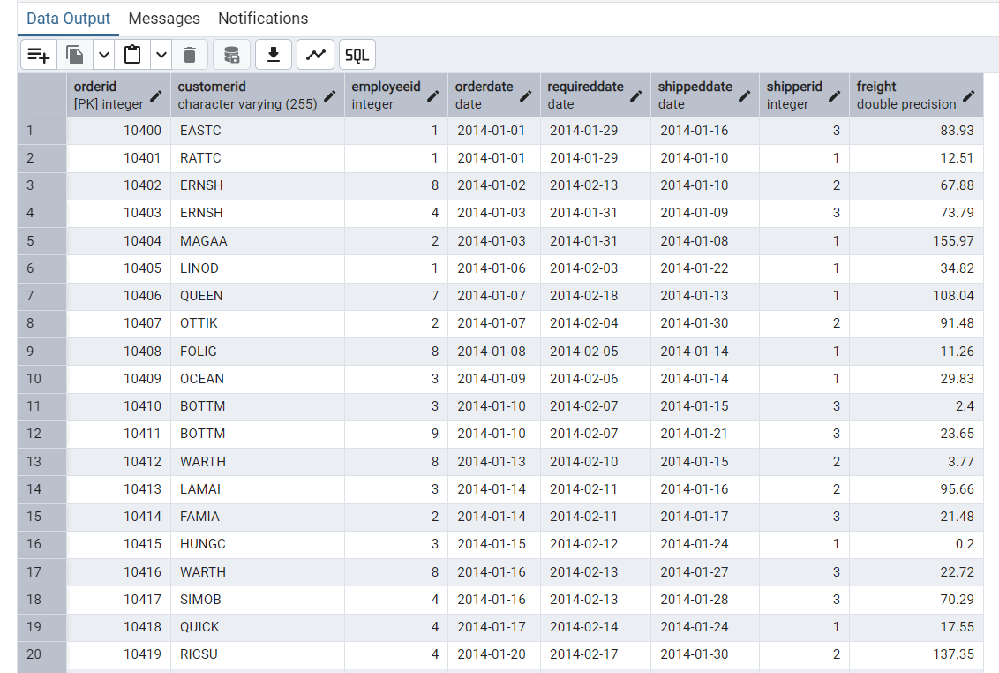 Data Output Messages Notifications
SQL
orderid customerid employeeid orderdate requireddate shippeddate shipperid freight
[PK] integer character varying (255) integer date date date integer double precision
1 10400 EASTC 1 2014-01-01 2014-01-29 2014-01-16 3 83.93
2 10401 RATTC 1 2014-01-01 2014-01-29 2014-01-10 1 12.51
3 10402 ERNSH 8 2014-01-02 2014-02-13 2014-01-10 2 67.88
4 10403 ERNSH 4 2014-01-03 2014-01-31 2014-01-09 3 73.79
5 10404 MAGAA 2 2014-01-03 2014-01-31 2014-01-08 1 155.97
6 10405 LINOD 1 2014-01-06 2014-02-03 2014-01-22 1 34.82
7 10406 QUEEN 7 2014-01-07 2014-02-18 2014-01-13 1 108.04
8 10407 OTTIK 2 2014-01-07 2014-02-04 2014-01-30 2 91.48
9 10408 FOLIG 8 2014-01-08 2014-02-05 2014-01-14 1 11.26
10 10409 OCEAN 3 2014-01-09 2014-02-06 2014-01-14 1 29.83
11 10410 BOTTM 3 2014-01-10 2014-02-07 2014-01-15 3 2.4
12 10411 BOTTM 9 2014-01-10 2014-02-07 2014-01-21 3 23.65
13 10412 WARTH 8 2014-01-13 2014-02-10 2014-01-15 2 3.77
14 10413 LAMAI 3 2014-01-14 2014-02-11 2014-01-16 2 95.66
15 10414 FAMIA 2 2014-01-14 2014-02-11 2014-01-17 3 21.48
16 10415 HUNGC 3 2014-01-15 2014-02-12 2014-01-24 1 0.2
17 10416 WARTH 8 2014-01-16 2014-02-13 2014-01-27 3 22.72
18 10417 SIMOB 4 2014-01-16 2014-02-13 2014-01-28 3 70.29
19 10418 QUICK 4 2014-01-17 2014-02-14 2014-01-24 1 17.55
20 10419 RICSU 4 2014-01-20 2014-02-17 2014-01-30 2 137.35